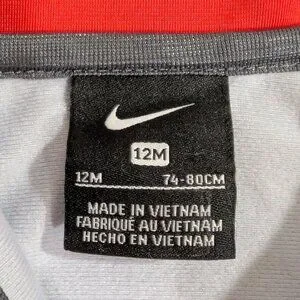 12M
12M 74-80CM
MADE IN VIETNAM
FABRIQUÉ AU VIETNAM
HECHO EN VIETNAM